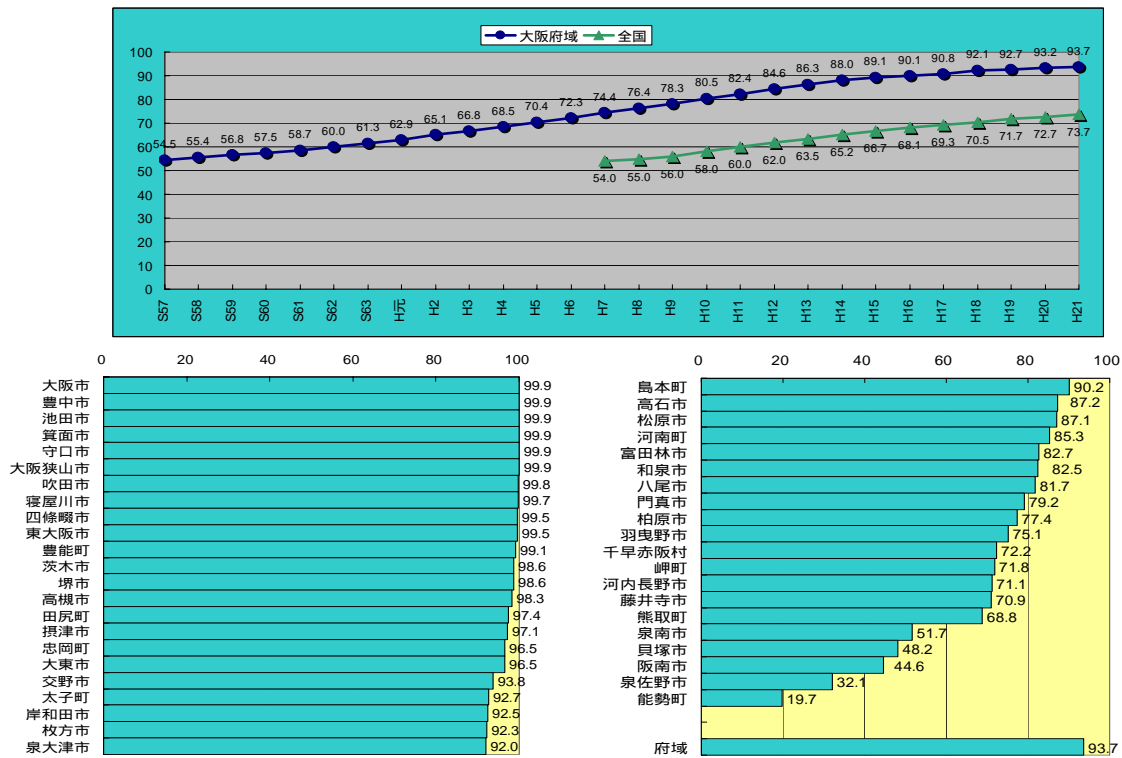 大阪府域 全国
100
90
80
70
60
50
40
30
20
10
0
54.5 55.4 56.8 57.5 58.7 60.0 61.3 62.9 65.1 66.8 68.5 70.4 72.3 74.4 76.4 78.3 80.5 82.4 84.6 86.3 88.0 89.1 90.1 90.8 92.1 92.7 93.2 93.7
54.0 55.0 56.0 58.0 60.0 62.0 63.5 65.2 66.7 68.1 69.3 70.5 71.7 72.7 73.7
S57 S58 S59 S60 S61 S62 S63 H元 H2 H3 H4 H5 H6 H7 H8 H9 H10 H11 H12 H13 H14 H15 H16 H17 H18 H19 H20 H21
0 20 40 60 80 100
大阪市 99.9
豊中市 99.9
池田市 99.9
箕面市 99.9
守口市 99.9
大阪狭山市 99.9
吹田市 99.8
寝屋川市 99.7
四條畷市 99.5
東大阪市 99.5
豊能町 99.1
茨木市 98.6
堺市 98.6
高槻市 98.3
田尻町 97.4
摂津市 97.1
忠岡町 96.5
大東市 96.5
交野市 93.8
太子町 92.7
岸和田市 92.5
枚方市 92.3
泉大津市 92.0
0 20 40 60 80 100
島本町 90.2
高石市 87.2
松原市 87.1
河南町 85.3
富田林市 82.7
和泉市 82.5
八尾市 81.7
門真市 79.2
柏原市 77.4
羽曳野市 75.1
千早赤阪村 72.2
岬町 71.8
河内長野市 71.1
藤井寺市 70.9
熊取町 68.8
泉南市 51.7
貝塚市 48.2
阪南市 44.6
泉佐野市 32.1
能勢町 19.7
府域 93.7